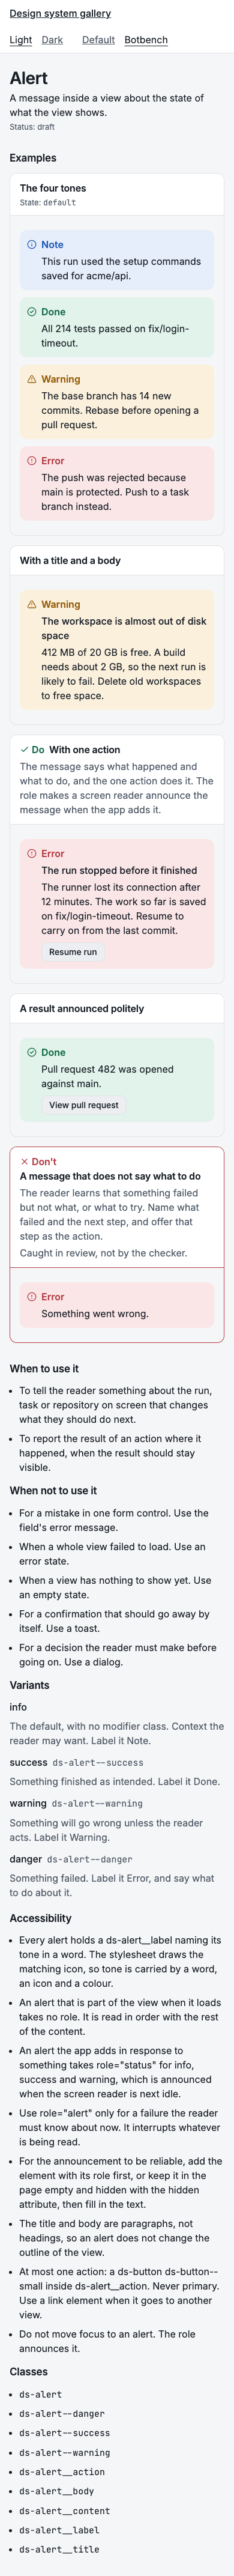 Design system gallery
Light Dark Default Botbench
Alert
A message inside a view about the state of
what the view shows.
Status: draft
Examples
The four tones
State: default
Note
This run used the setup commands
saved for acme/api.
Done
All 214 tests passed on fix/login-
timeout.
Warning
The base branch has 14 new
commits. Rebase before opening a
pull request.
Error
The push was rejected because
main is protected. Push to a task
branch instead.
With a title and a body
Warning
The workspace is almost out of disk
space
412 MB of 20 GB is free. A build
needs about 2 GB, so the next run is
likely to fail. Delete old workspaces
to free space.
Do With one action
The message says what happened and
what to do, and the one action does it. The
role makes a screen reader announce the
message when the app adds it.
Error
The run stopped before it finished
The runner lost its connection after
12 minutes. The work so far is saved
on fix/login-timeout. Resume to
carry on from the last commit.
Resume run
A result announced politely
Done
Pull request 482 was opened
against main.
View pull request
Don't
A message that does not say what to do
The reader learns that something failed
but not what, or what to try. Name what
failed and the next step, and offer that
step as the action.
Caught in review, not by the checker.
Error
Something went wrong.
When to use it
• To tell the reader something about the run,
task or repository on screen that changes
what they should do next.
• To report the result of an action where it
happened, when the result should stay
visible.
When not to use it
• For a mistake in one form control. Use the
field's error message.
• When a whole view failed to load. Use an
error state.
• When a view has nothing to show yet. Use
an empty state.
• For a confirmation that should go away by
itself. Use a toast.
• For a decision the reader must make before
going on. Use a dialog.
Variants
info
The default, with no modifier class. Context the
reader may want. Label it Note.
success ds-alert--success
Something finished as intended. Label it Done.
warning ds-alert--warning
Something will go wrong unless the reader
acts. Label it Warning.
danger ds-alert--danger
Something failed. Label it Error, and say what
to do about it.
Accessibility
• Every alert holds a ds-alert__label naming its
tone in a word. The stylesheet draws the
matching icon, so tone is carried by a word,
an icon and a colour.
• An alert that is part of the view when it loads
takes no role. It is read in order with the rest
of the content.
• An alert the app adds in response to
something takes role="status" for info,
success and warning, which is announced
when the screen reader is next idle.
• Use role="alert" only for a failure the reader
must know about now. It interrupts whatever
is being read.
• For the announcement to be reliable, add the
element with its role first, or keep it in the
page empty and hidden with the hidden
attribute, then fill in the text.
• The title and body are paragraphs, not
headings, so an alert does not change the
outline of the view.
• At most one action: a ds-button ds-button--
small inside ds-alert__action. Never primary.
Use a link element when it goes to another
view.
• Do not move focus to an alert. The role
announces it.
Classes
• ds-alert
• ds-alert--danger
• ds-alert--success
• ds-alert--warning
• ds-alert__action
• ds-alert__body
• ds-alert__content
• ds-alert__label
• ds-alert__title